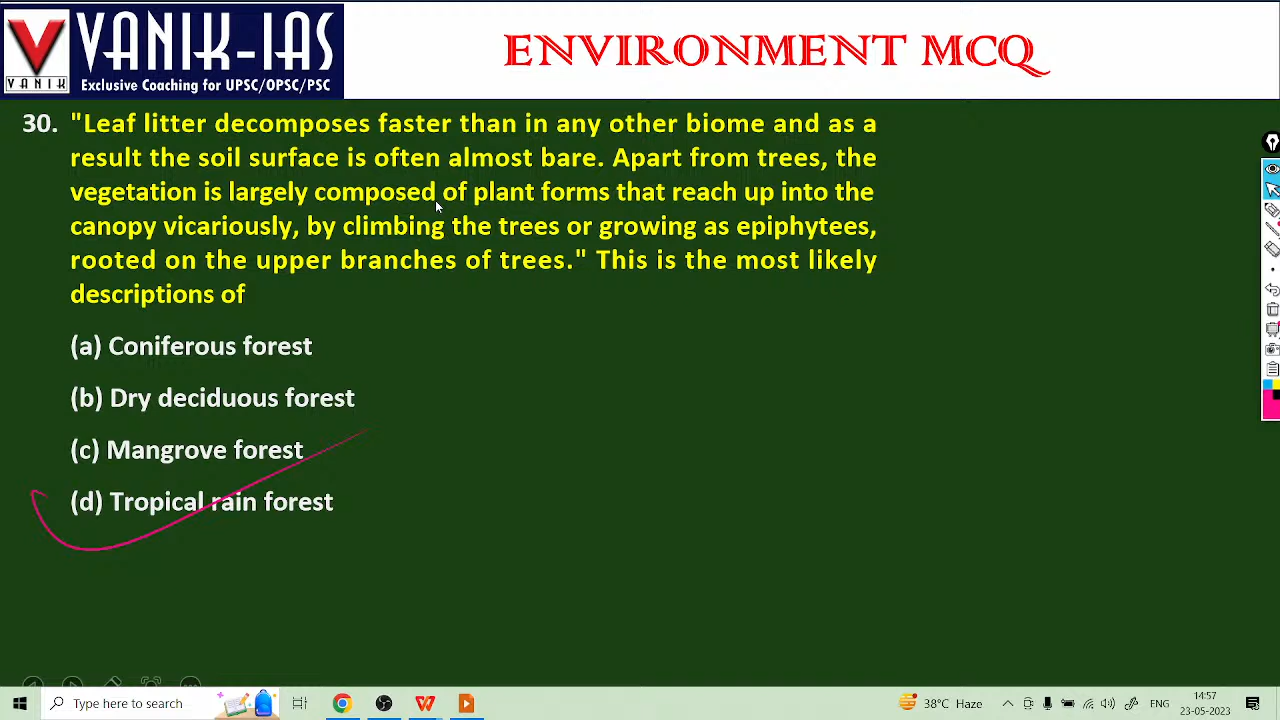 VANIK-IAS
VANIK
Exclusive Coaching for UPSC/OPSC/PSC
ENVIRONMENT MCQ
30. "Leaf litter decomposes faster than in any other biome and as a
result the soil surface is often almost bare. Apart from trees, the
vegetation is largely composed of plant forms that reach up into the
canopy vicariously, by climbing the trees or growing as epiphytees,
rooted on the upper branches of trees." This is the most likely
descriptions of
(a) Coniferous forest
(b) Dry deciduous forest
(c) Mangrove forest
(d) Tropical rain forest
Type here to search
38°C Haze
ENG
14:57
23-05-2023